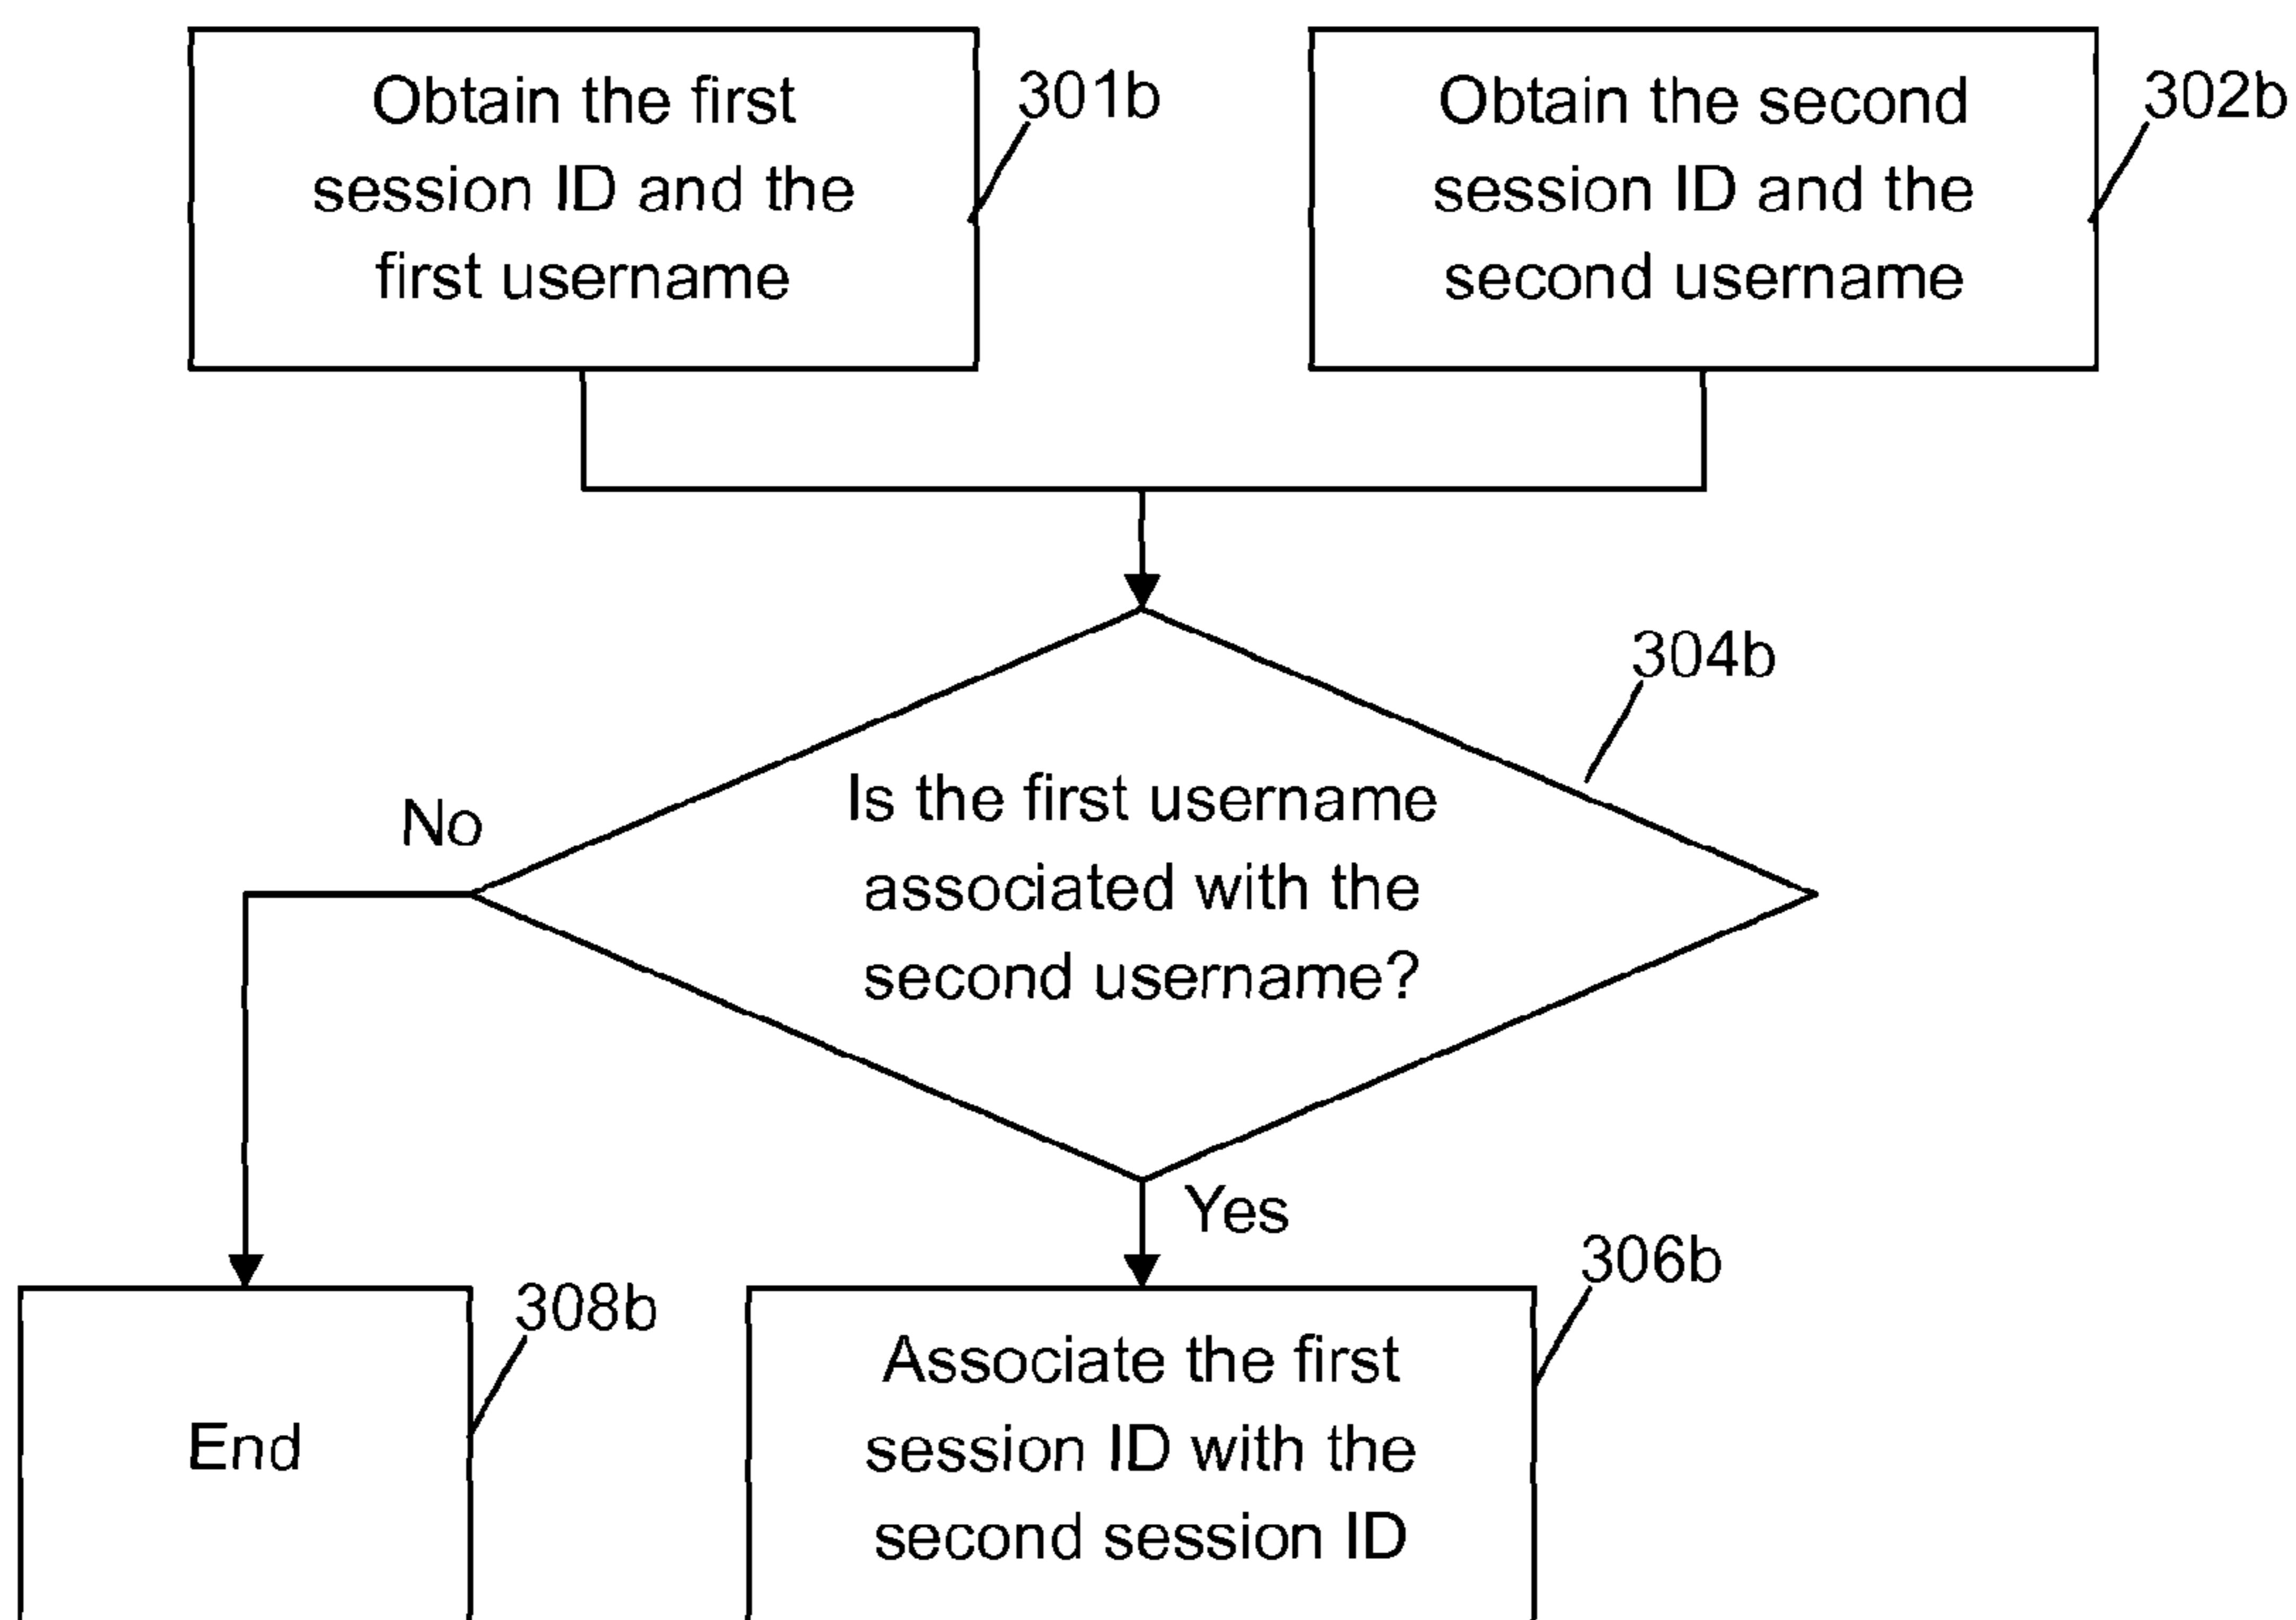 Obtain the first
session ID and the
first username
301b
Obtain the second
session ID and the
second username
302b
304b
Is the first username
associated with the
second username?
No
Yes
308b
End
306b
Associate the first
session ID with the
second session ID